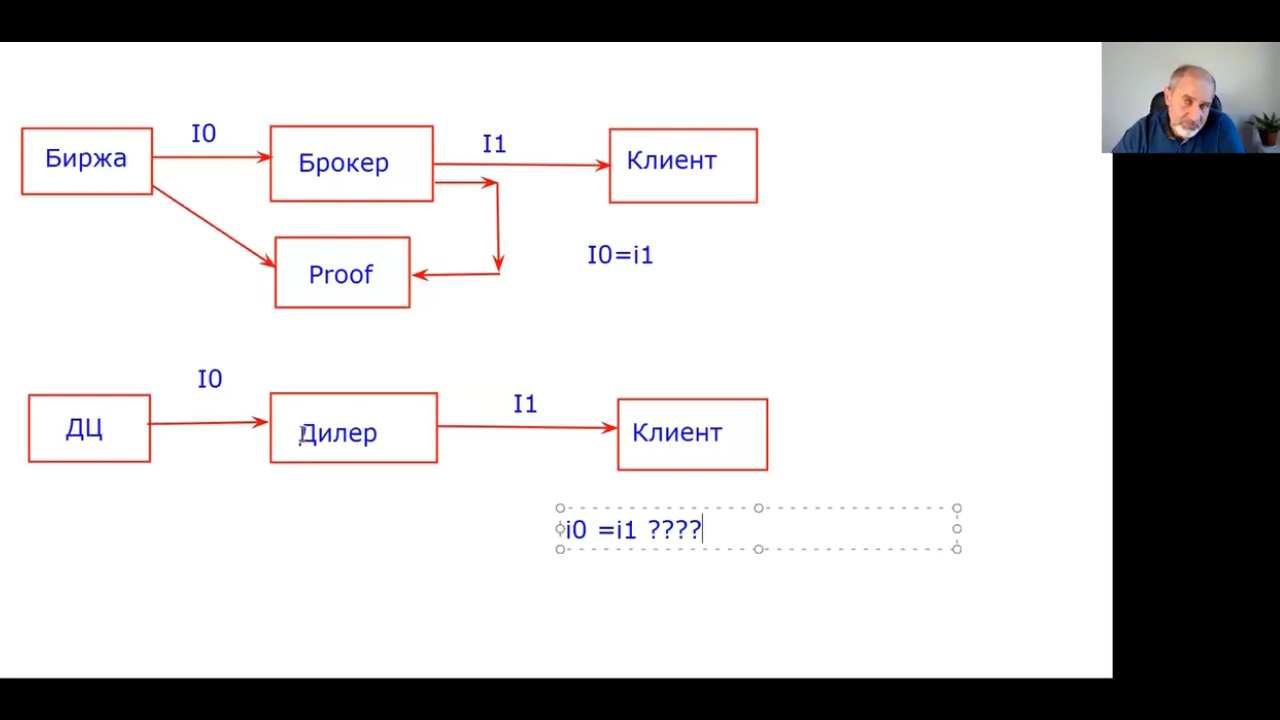 I0
I1
Биржа
Брокер
Клиент
Proof
I0=i1
I0
I1
ДЦ
Дилер
Клиент
i0 =i1 ????